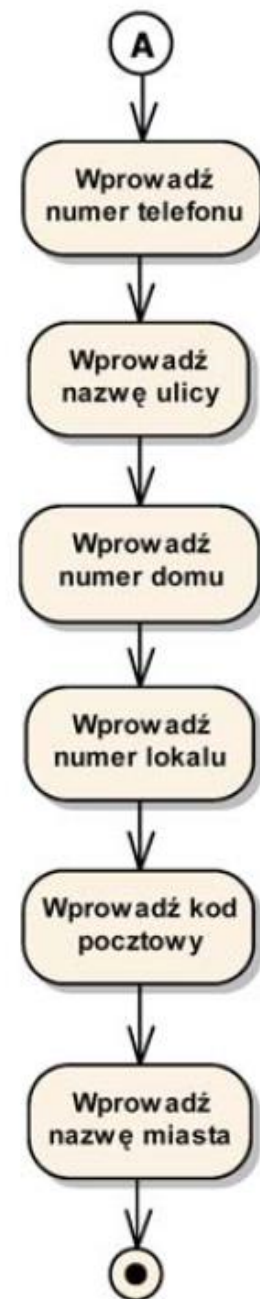 A
Wprowadź
numer telefonu
Wprowadź
nazwę ulicy
Wprowadź
numer domu
Wprowadź
numer lokalu
Wprowadź kod
pocztowy
Wprowadź
nazwę miasta